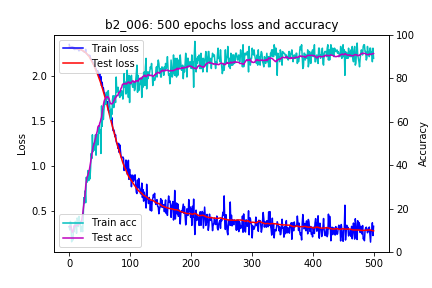 b2_006: 500 epochs loss and accuracy
Train loss
Test loss
Train acc
Test acc
Loss
2.0
1.5
1.0
0.5
Accuracy
100
80
60
40
20
0
0
100
200
300
400
500